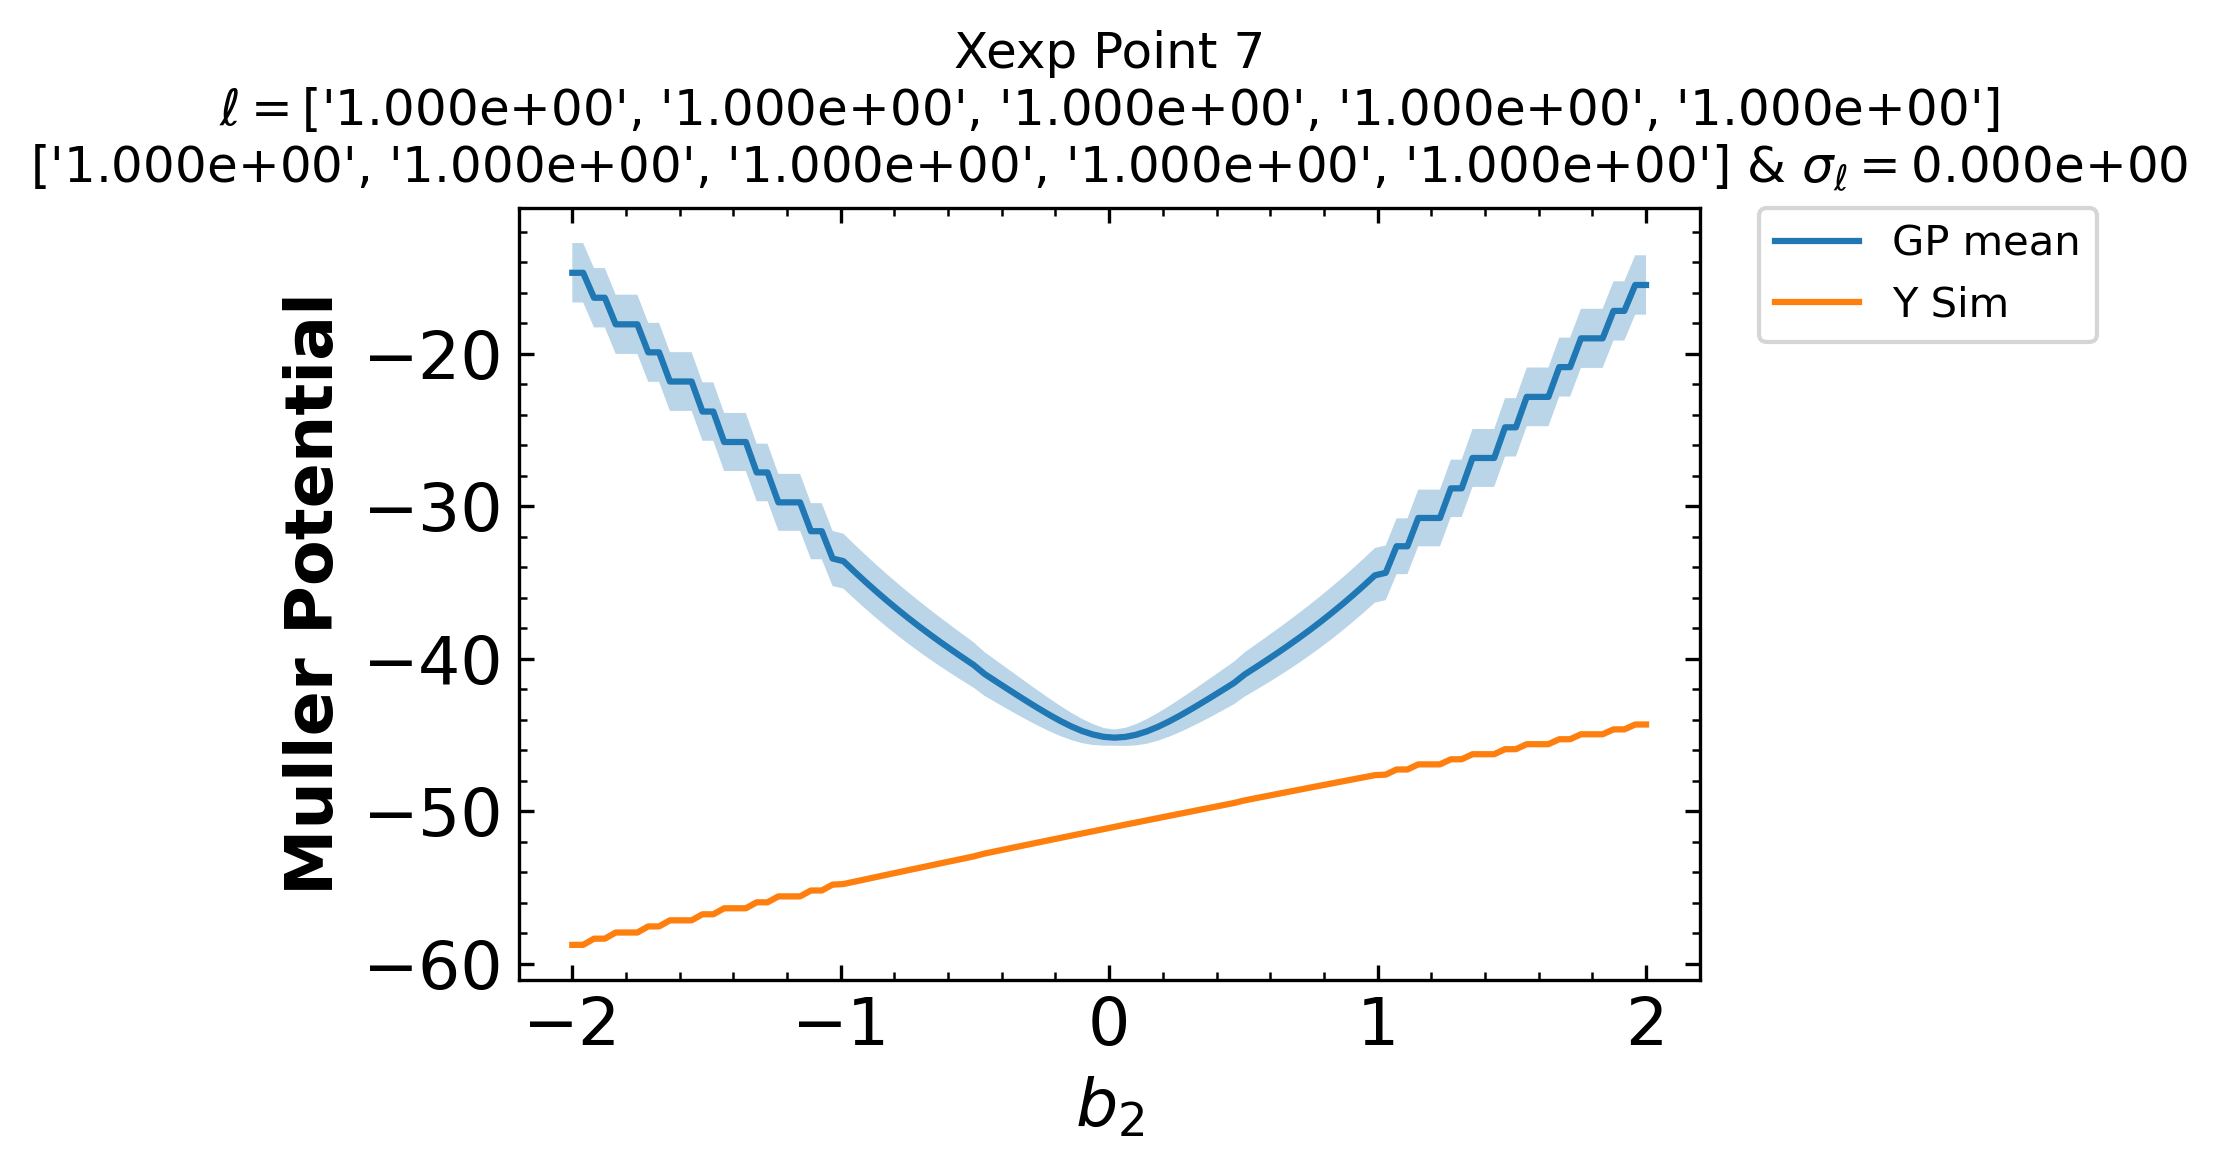 Xexp Point 7
ℓ = ['1.000e+00', '1.000e+00', '1.000e+00', '1.000e+00', '1.000e+00']
['1.000e+00', '1.000e+00', '1.000e+00', '1.000e+00', '1.000e+00'] & σ_ℓ = 0.000e+00
GP mean
Y Sim
Muller Potential
−20
−30
−40
−50
−60
−2 −1 0 1 2
b₂